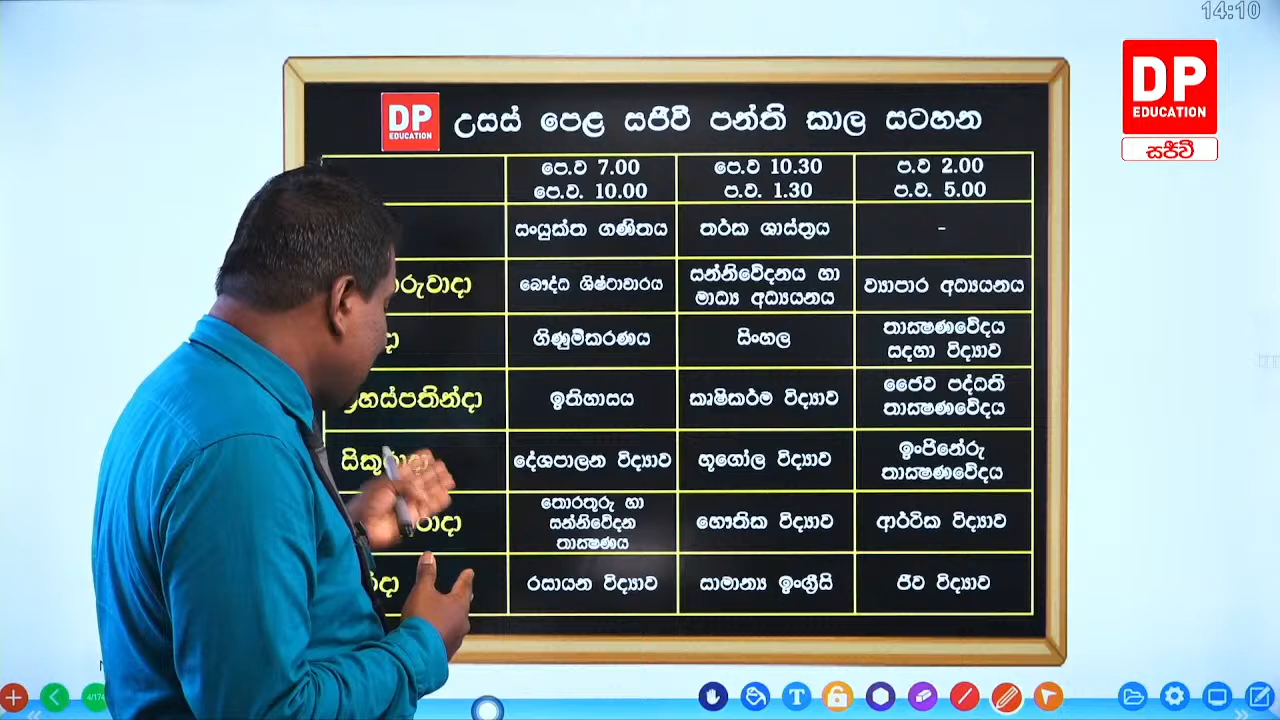 14:10
DP
EDUCATION
සජීවී
DP
EDUCATION
උසස් පෙළ සජීවී පන්ති කාල සටහන
පෙ.ව 7.00
පෙ.ව. 10.00
පෙ.ව 10.30
ප.ව. 1.30
ප.ව 2.00
ප.ව. 5.00
සංයුක්ත ගණිතය
තර්ක ශාස්ත්‍රය
-
බෞද්ධ ශිෂ්ටාචාරය
සන්නිවේදනය හා
මාධ්‍ය අධ්‍යයනය
ව්‍යාපාර අධ්‍යයනය
ගිණුම්කරණය
සිංහල
තාක්ෂණවේදය
සඳහා විද්‍යාව
ඉතිහාසය
කෘෂිකර්ම විද්‍යාව
ජෛව පද්ධති
තාක්ෂණවේදය
දේශපාලන විද්‍යාව
භූගෝල විද්‍යාව
ඉංජිනේරු
තාක්ෂණවේදය
තොරතුරු හා
සන්නිවේදන
තාක්ෂණය
භෞතික විද්‍යාව
ආර්ථික විද්‍යාව
රසායන විද්‍යාව
සාමාන්‍ය ඉංග්‍රීසි
ජීව විද්‍යාව
4/174
T